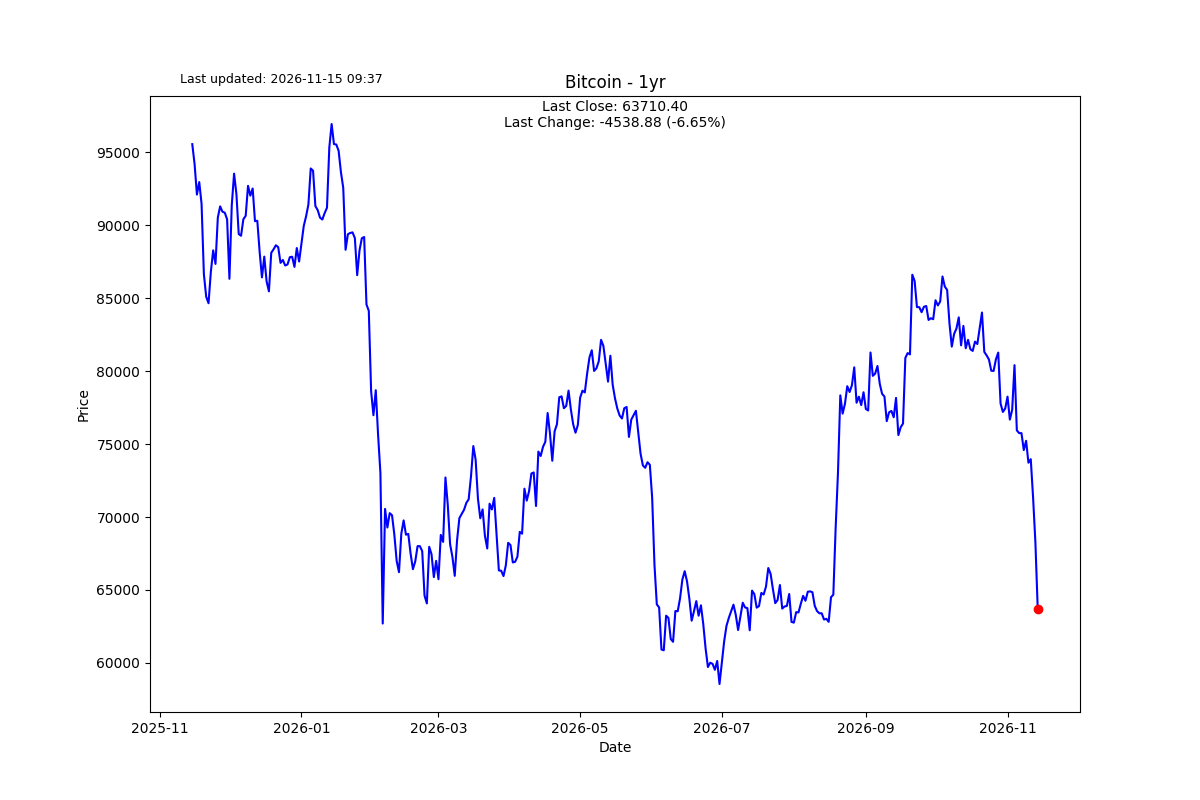 Last updated: 2026-11-15 09:37
Bitcoin - 1yr
Last Close: 63710.40
Last Change: -4538.88 (-6.65%)
Price
95000
90000
85000
80000
75000
70000
65000
60000
2025-11
2026-01
2026-03
2026-05
2026-07
2026-09
2026-11
Date